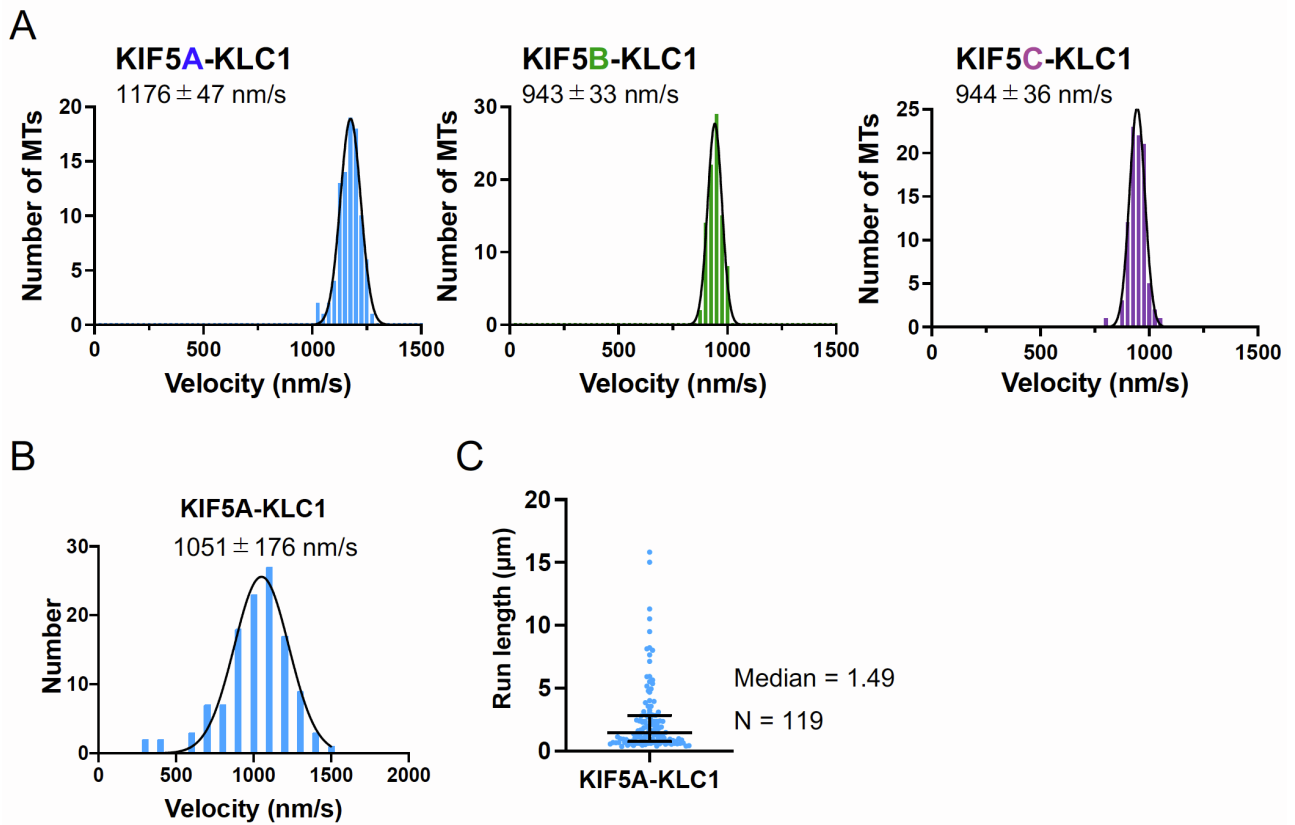 A
KIF5A-KLC1
1176 ± 47 nm/s
20
15
10
5
0
Number of MTs
0 500 1000 1500
Velocity (nm/s)
KIF5B-KLC1
943 ± 33 nm/s
30
20
10
0
Number of MTs
0 500 1000 1500
Velocity (nm/s)
KIF5C-KLC1
944 ± 36 nm/s
25
20
15
10
5
0
Number of MTs
0 500 1000 1500
Velocity (nm/s)
B
KIF5A-KLC1
1051 ± 176 nm/s
30
20
10
0
Number
0 500 1000 1500 2000
Velocity (nm/s)
C
20
15
10
5
0
Run length (μm)
KIF5A-KLC1
Median = 1.49
N = 119